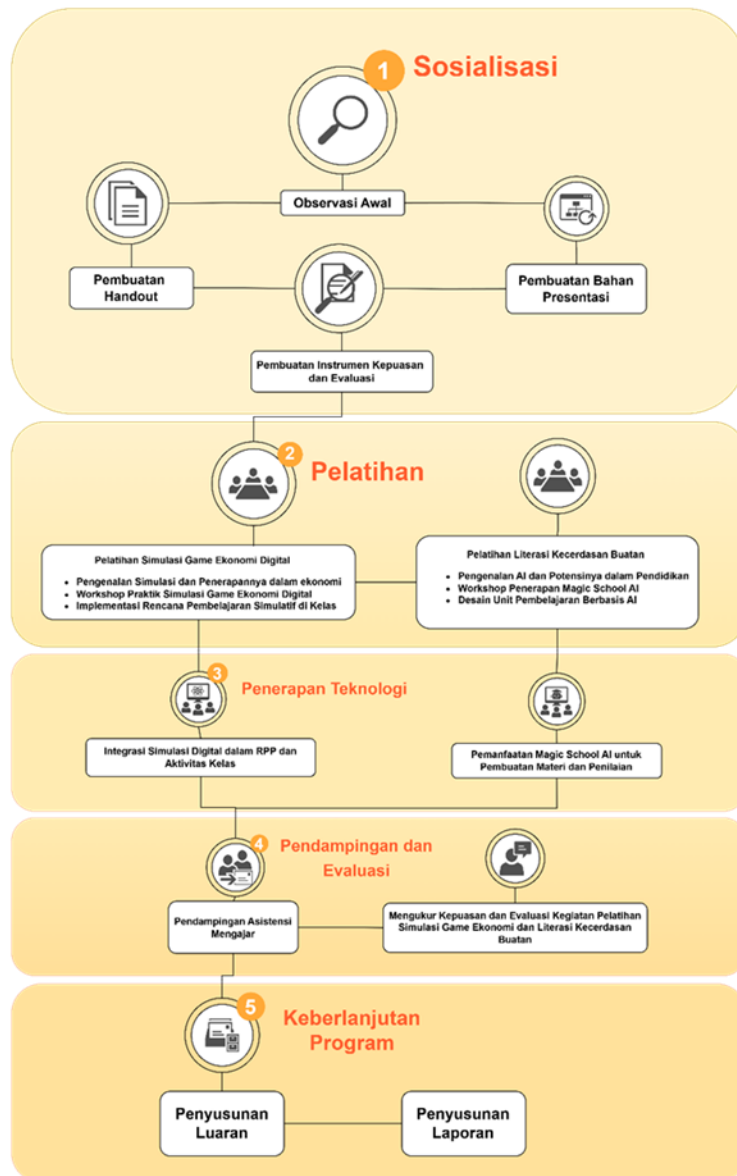 1
Sosialisasi
Observasi Awal
Pembuatan
Handout
Pembuatan Bahan
Presentasi
Pembuatan Instrumen Kepuasan
dan Evaluasi
2
Pelatihan
Pelatihan Simulasi Game Ekonomi Digital
• Pengenalan Simulasi dan Penerapannya dalam ekonomi
• Workshop Praktik Simulasi Game Ekonomi Digital
• Implementasi Rencana Pembelajaran Simulatif di Kelas
Pelatihan Literasi Kecerdasan Buatan
• Pengenalan AI dan Potensinya dalam Pendidikan
• Workshop Penerapan Magic School AI
• Desain Unit Pembelajaran Berbasis AI
3
Penerapan Teknologi
Integrasi Simulasi Digital dalam RPP dan
Aktivitas Kelas
Pemanfaatan Magic School AI untuk
Pembuatan Materi dan Penilaian
4
Pendampingan dan
Evaluasi
Pendampingan Asistensi
Mengajar
Mengukur Kepuasan dan Evaluasi Kegiatan Pelatihan
Simulasi Game Ekonomi dan Literasi Kecerdasan
Buatan
5
Keberlanjutan
Program
Penyusunan
Luaran
Penyusunan
Laporan